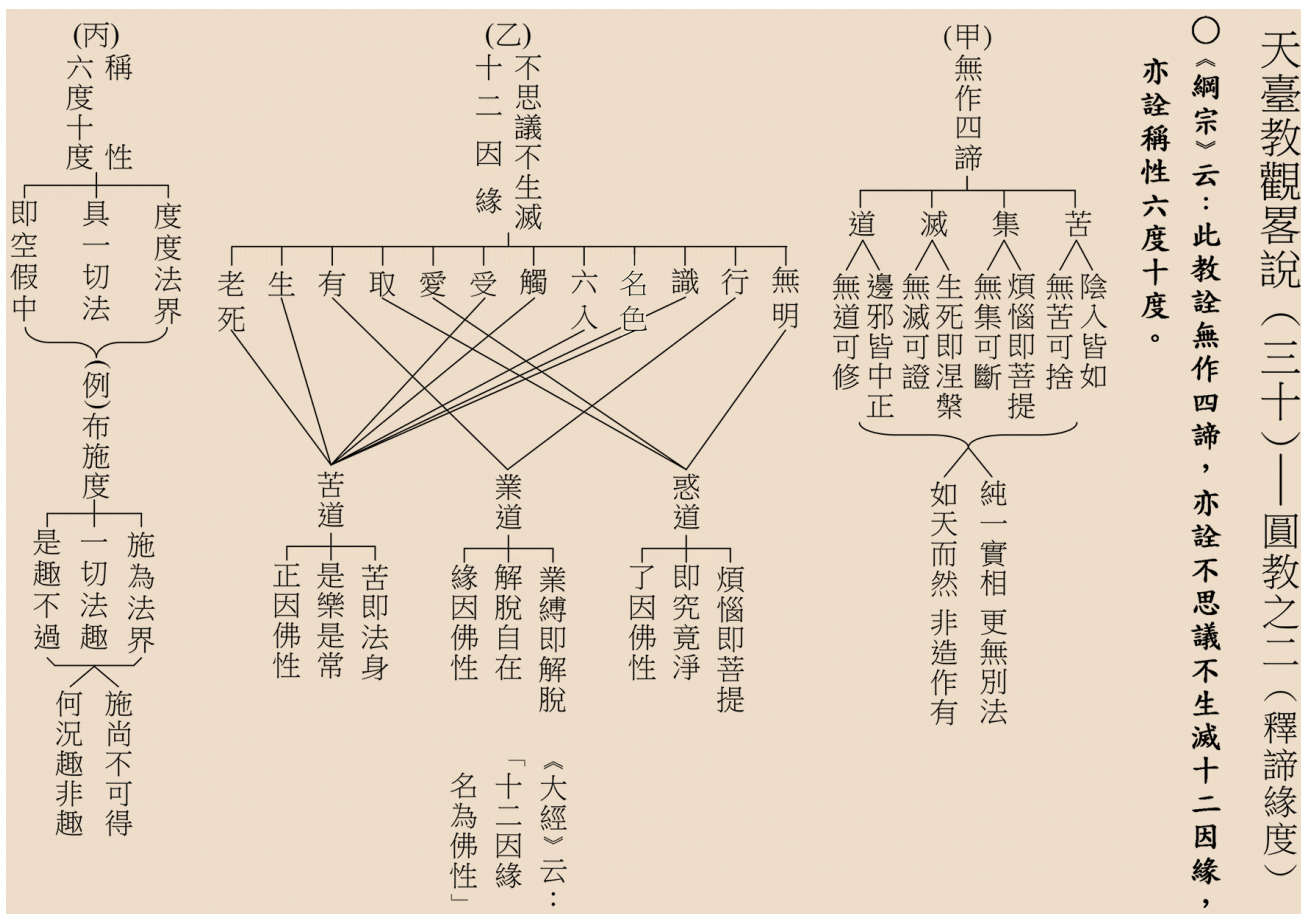 天臺教觀畧說（三十）——圓教之二（釋諦緣度）
○《綱宗》云：此教詮無作四諦，亦詮不思議不生滅十二因緣，
亦詮稱性六度十度。
(甲)無作四諦
苦
陰入皆如
無苦可捨
集
煩惱即菩提
無集可斷
滅
生死即涅槃
無滅可證
道
邊邪皆中正
無道可修
純一實相 更無別法
如天而然 非造作有
(乙)不思議不生滅
十二因緣
無明
行
識
名色
六入
觸
受
愛
取
有
生
老死
惑道
煩惱即菩提
即究竟淨
了因佛性
業道
業縛即解脫
解脫自在
緣因佛性
苦道
苦即法身
是樂是常
正因佛性
《大經》云：
「十二因緣
名為佛性」
(丙)稱性
六度十度
度度法界
具一切法
即空假中
(例)布施度
施為法界
一切法趣
是趣不過
施尚不可得
何況趣非趣